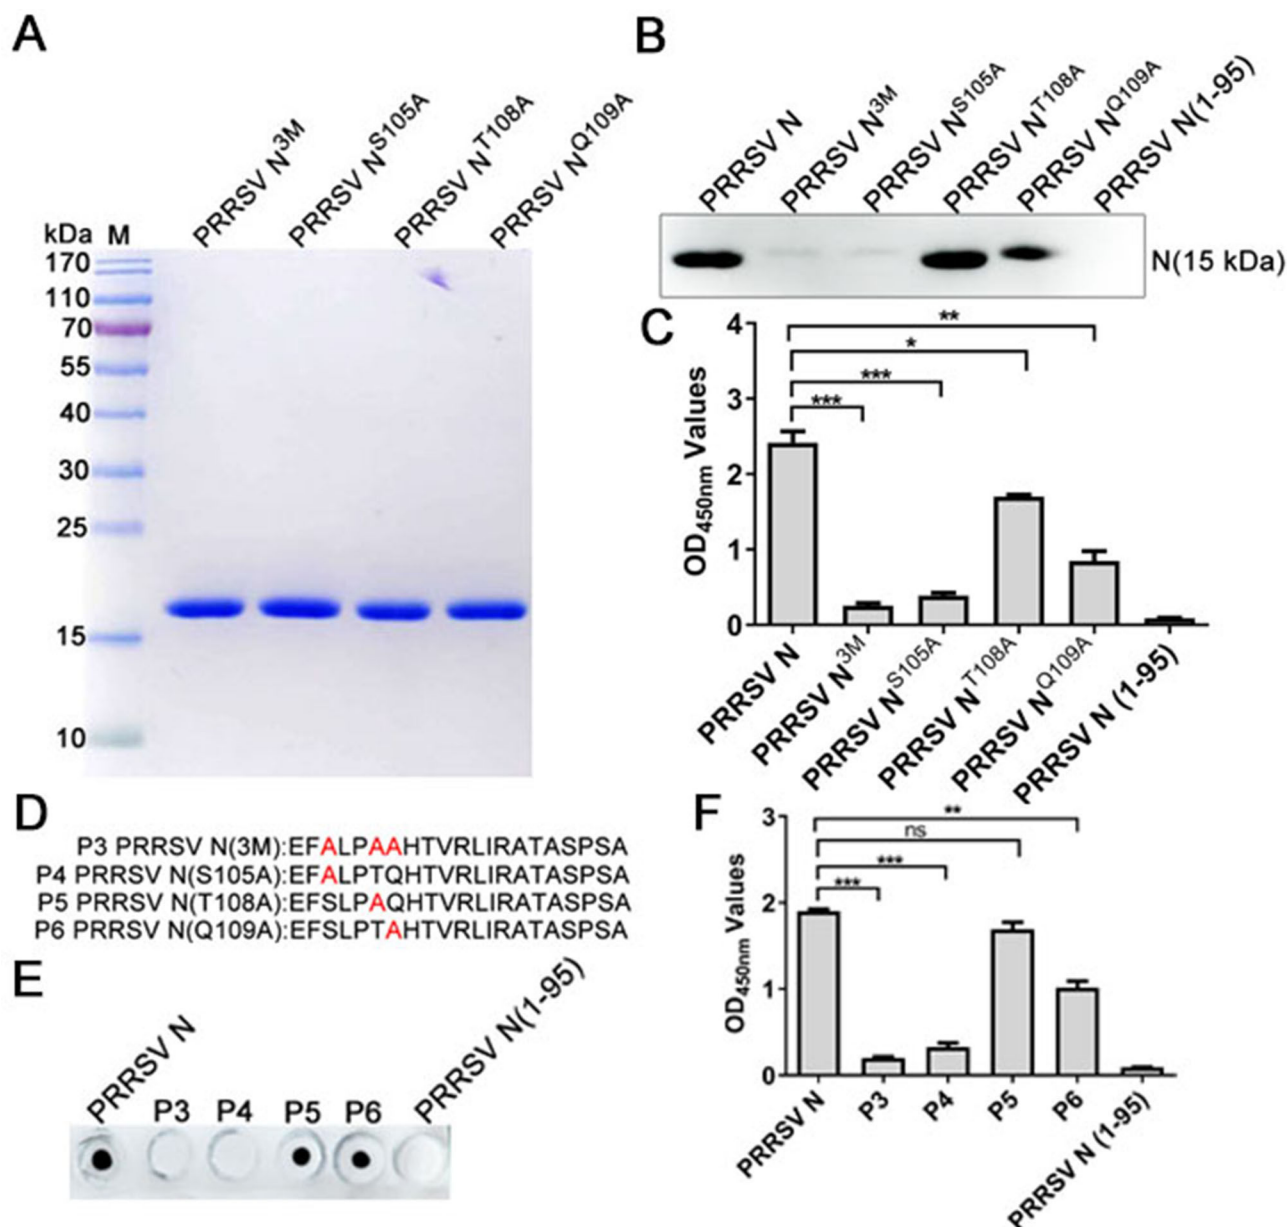 A
PRRSV N3M
PRRSV NS105A
PRRSV NT108A
PRRSV NQ109A
kDa M
170
110
70
55
40
30
25
15
10
B
PRRSV N
PRRSV N3M
PRRSV NS105A
PRRSV NT108A
PRRSV NQ109A
PRRSV N(1-95)
N(15 kDa)
C
OD450nm Values
4
3
2
1
0
**
*
***
***
PRRSV N
PRRSV N3M
PRRSV NS105A
PRRSV NT108A
PRRSV NQ109A
PRRSV N (1-95)
D
P3 PRRSV N(3M):EFALPAAHTVRLIRATASPSA
P4 PRRSV N(S105A):EFALPTQHTVRLIRATASPSA
P5 PRRSV N(T108A):EFSLPAQHTVRLIRATASPSA
P6 PRRSV N(Q109A):EFSLPTAHTVRLIRATASPSA
E
PRRSV N
P3
P4
P5
P6
PRRSV N(1-95)
F
OD450nm Values
3
2
1
0
**
ns
***
***
PRRSV N
P3
P4
P5
P6
PRRSV N (1-95)